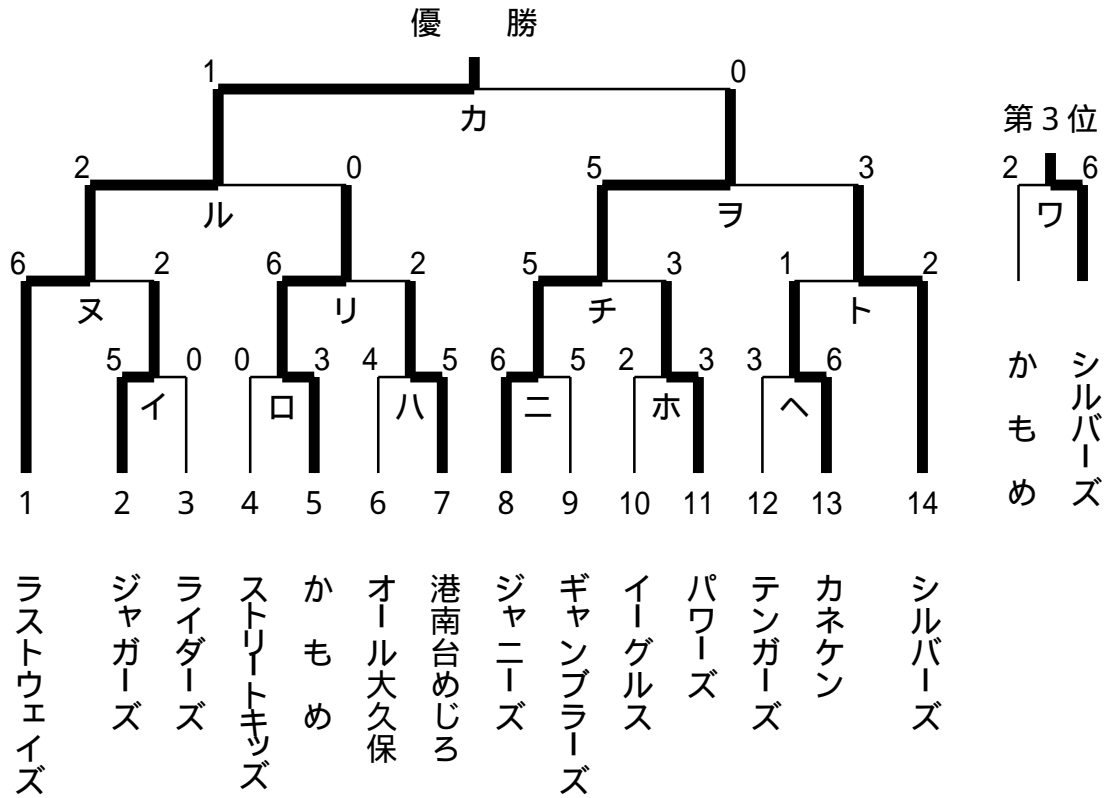 優　勝
1 0
カ
第３位
2 0 5 3 2 6
ル ヲ ワ
6 2 6 2 5 3 1 2
ヌ リ チ ト
5 0 0 3 4 5 6 5 2 3 3 6
イ ロ ハ ニ ホ ヘ
かもめ
シルバーズ
1 2 3 4 5 6 7 8 9 10 11 12 13 14
ラストウェイズ
ジャガーズ
ライダーズ
ストリートキッズ
かもめ
オール大久保
港南台めじろ
ジャニーズ
ギャンブラーズ
イーグルス
パワーズ
テンガーズ
カネケン
シルバーズ